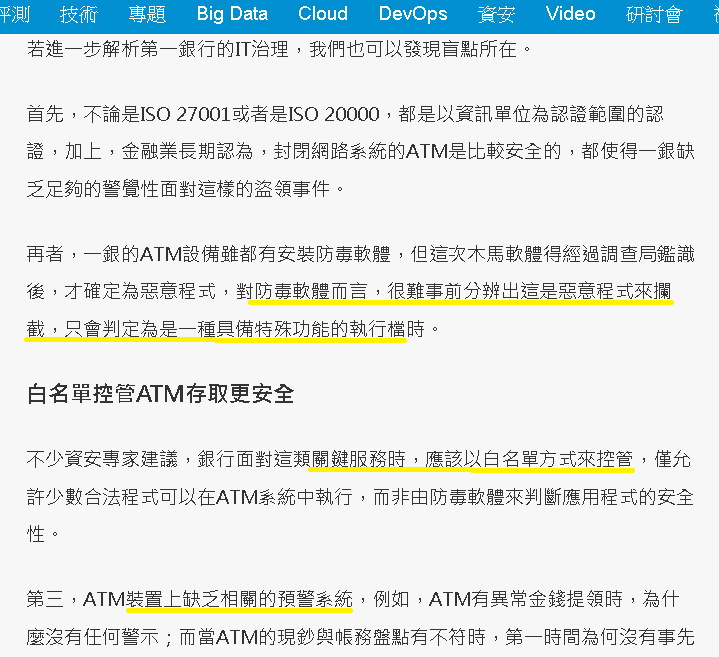 評測 技術 專題 Big Data Cloud DevOps 資安 Video 研討會
若進一步解析第一銀行的IT治理，我們也可以發現盲點所在。
首先，不論是ISO 27001或者是ISO 20000，都是以資訊單位為認證範圍的認
證，加上，金融業長期認為，封閉網路系統的ATM是比較安全的，都使得一銀缺
乏足夠的警覺性面對這樣的盜領事件。
再者，一銀的ATM設備雖都有安裝防毒軟體，但這次木馬軟體得經過調查局鑑識
後，才確定為惡意程式，對防毒軟體而言，很難事前分辨出這是惡意程式來攔
截，只會判定為是一種具備特殊功能的執行檔時。
白名單控管ATM存取更安全
不少資安專家建議，銀行面對這類關鍵服務時，應該以白名單方式來控管，僅允
許少數合法程式可以在ATM系統中執行，而非由防毒軟體來判斷應用程式的安全
性。
第三，ATM裝置上缺乏相關的預警系統，例如，ATM有異常金錢提領時，為什
麼沒有任何警示；而當ATM的現鈔與帳務盤點有不符時，第一時間為何沒有事先